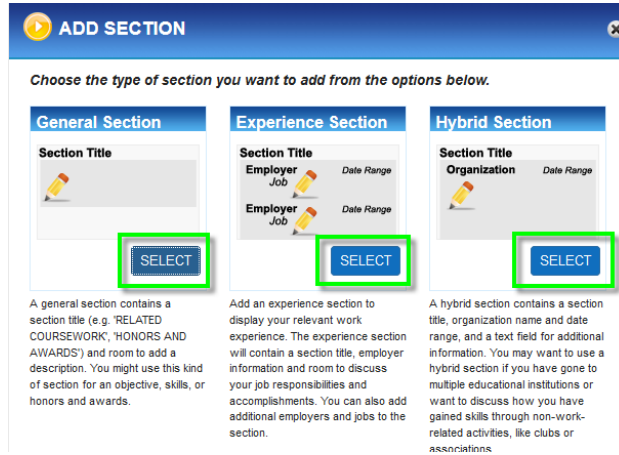 ADD SECTION
Choose the type of section you want to add from the options below.
General Section
Section Title
SELECT
A general section contains a
section title (e.g. 'RELATED
COURSEWORK', 'HONORS AND
AWARDS') and room to add a
description. You might use this kind
of section for an objective, skills, or
honors and awards.
Experience Section
Section Title
Employer Date Range
Job
Employer Date Range
Job
SELECT
Add an experience section to
display your relevant work
experience. The experience section
will contain a section title, employer
information and room to discuss
your job responsibilities and
accomplishments. You can also add
additional employers and jobs to the
section.
Hybrid Section
Section Title
Organization Date Range
SELECT
A hybrid section contains a section
title, organization name and date
range, and a text field for additional
information. You may want to use a
hybrid section if you have gone to
multiple educational institutions or
want to discuss how you have
gained skills through non-work-
related activities, like clubs or
associations.